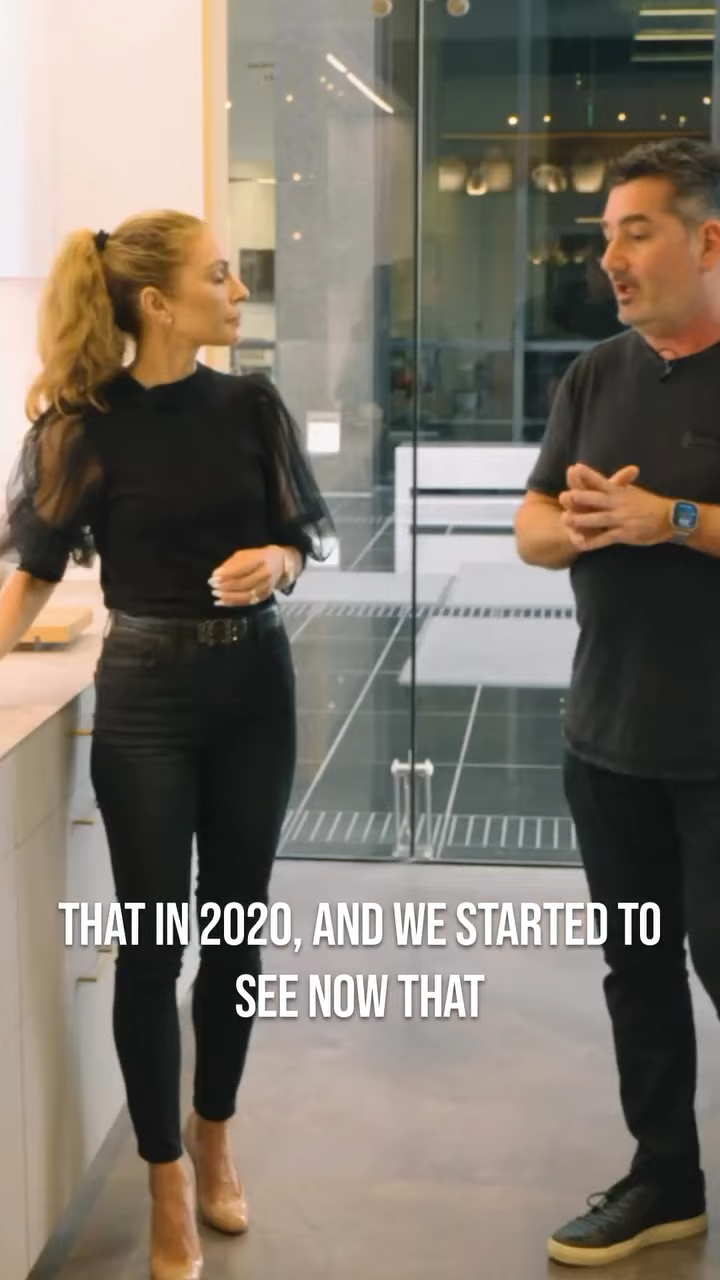 THAT IN 2020, AND WE STARTED TO
SEE NOW THAT